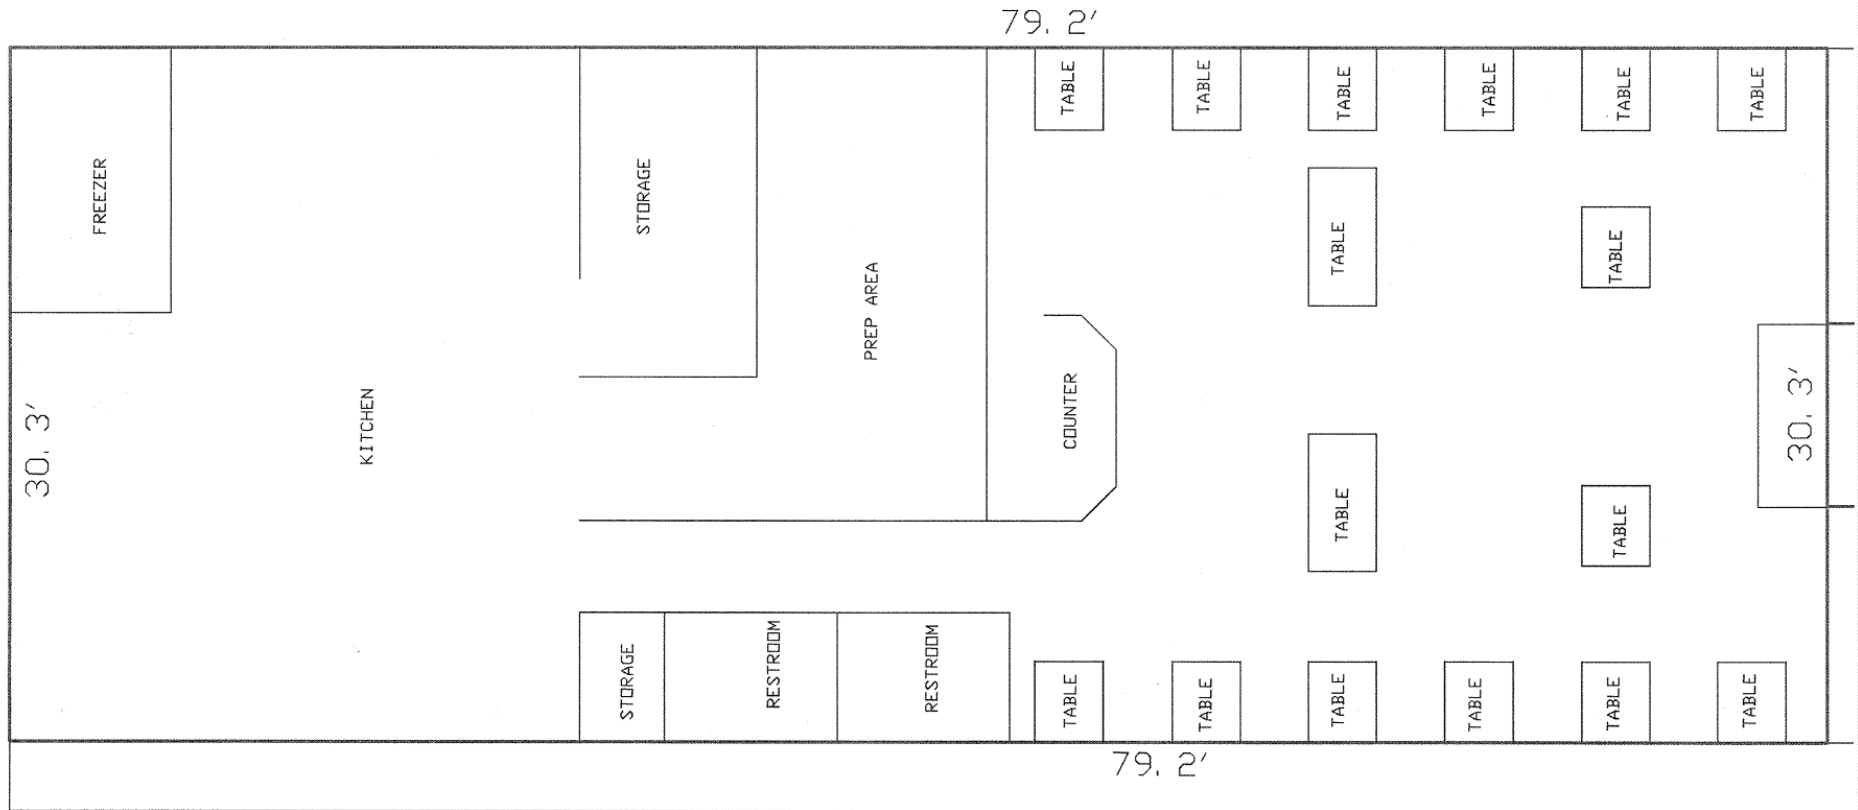 79. 2'
TABLE
TABLE
TABLE
TABLE
TABLE
TABLE
FREEZER
STORAGE
TABLE
TABLE
PREP AREA
KITCHEN
COUNTER
30. 3'
30. 3'
TABLE
TABLE
STORAGE
RESTROOM
RESTROOM
TABLE
TABLE
TABLE
TABLE
TABLE
TABLE
79. 2'